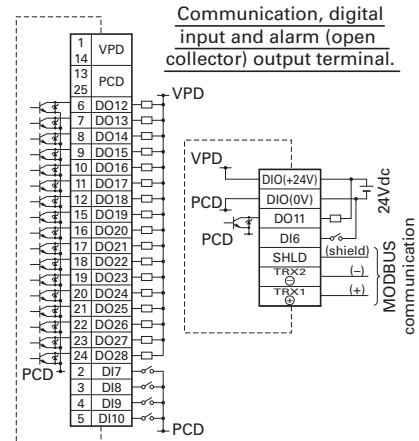 Communication, digital
input and alarm (open
collector) output terminal.
1
14 VPD
13
25 PCD
VPD
6 DO12
7 DO13
8 DO14
9 DO15
10 DO16
11 DO17
12 DO18
15 DO19
16 DO20
17 DO21
18 DO22
19 DO23
20 DO24
21 DO25
22 DO26
23 DO27
24 DO28
PCD
2 DI7
3 DI8
4 DI9
5 DI10
PCD
VPD
DIO(+24V)
PCD
DIO(0V)
DO11
PCD
DI6
SHLD (shield)
TRX2
⊖ (−)
TRX1
⊕ (+)
24Vdc
MODBUS
communication